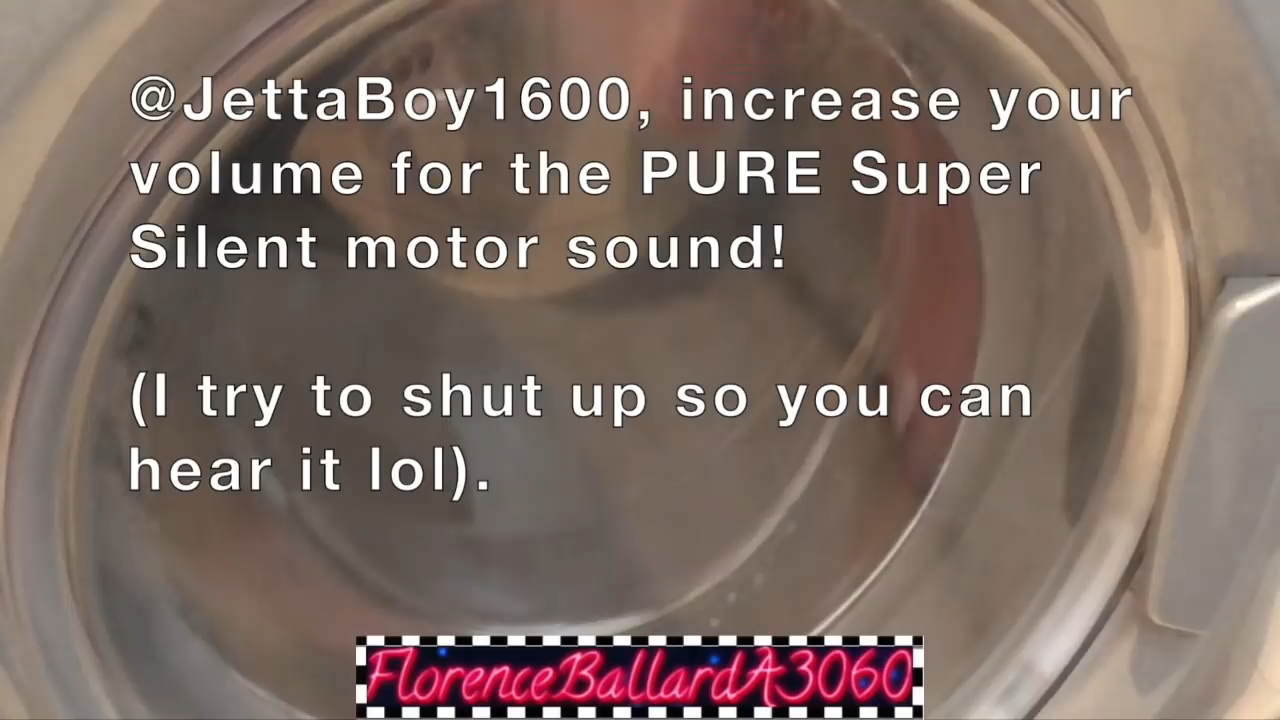 @JettaBoy1600, increase your
volume for the PURE Super
Silent motor sound!
(I try to shut up so you can
hear it lol).
FlorenceBallardA3060